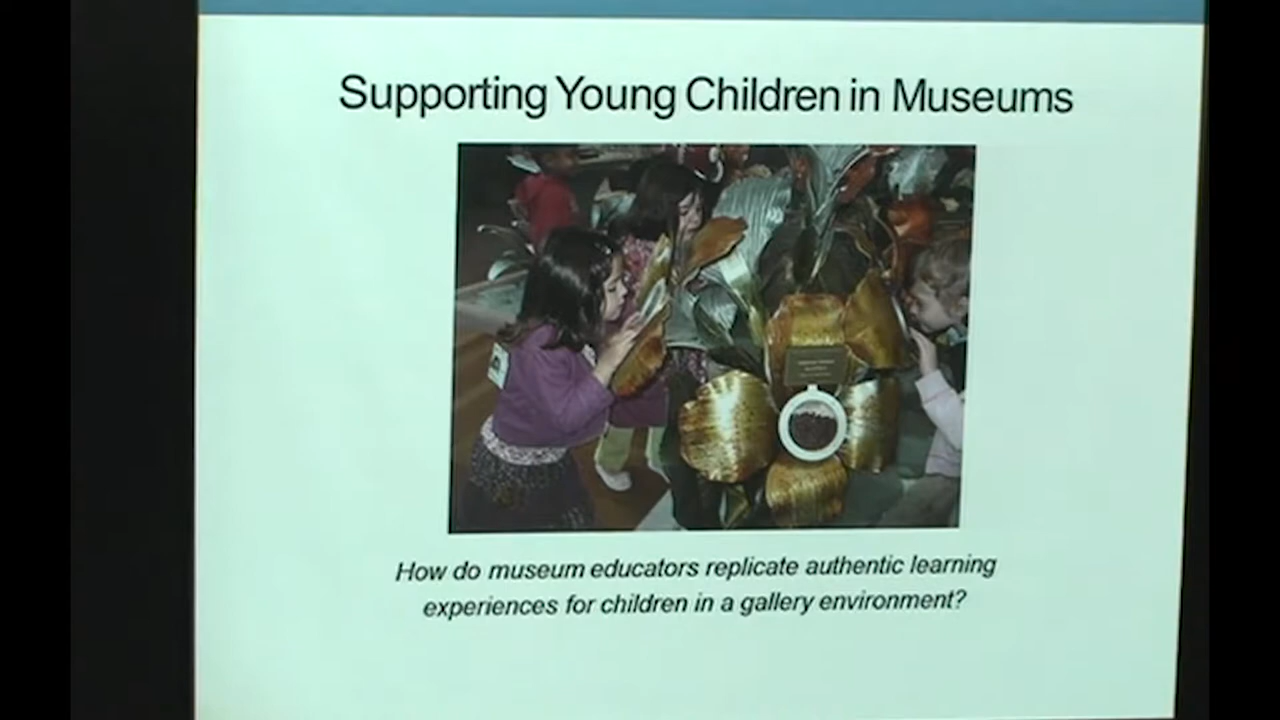 Supporting Young Children in Museums
How do museum educators replicate authentic learning
experiences for children in a gallery environment?